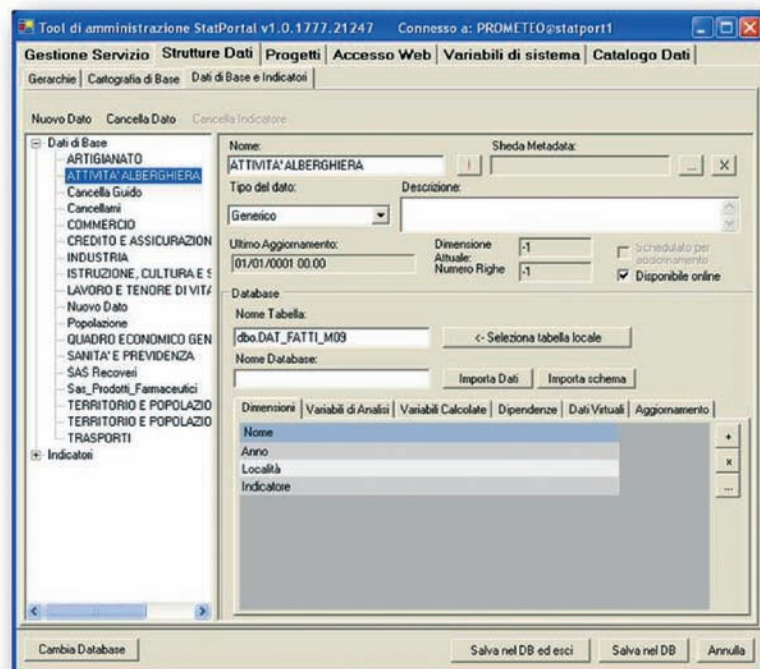 Tool di amministrazione StatPortal v1.0.1777.21247 Connesso a: PROMETEO@statport1
Gestione Servizio Strutture Dati Progetti Accesso Web Variabili di sistema Catalogo Dati
Gerarchie Cartografia di Base Dati di Base e Indicatori
Nuovo Dato Cancella Dato Cancella Indicatore
Dati di Base
ARTIGIANATO
ATTIVITA' ALBERGHIERA
Cancella Guido
Cancellami
COMMERCIO
CREDITO E ASSICURAZION
INDUSTRIA
ISTRUZIONE, CULTURA E S
LAVORO E TENORE DI VITA
Nuovo Dato
Popolazione
QUADRO ECONOMICO GEN
SANITA' E PREVIDENZA
SAS Recoveri
Sas_Prodotti_Farmaceutici
TERRITORIO E POPOLAZIO
TERRITORIO E POPOLAZIO
TRASPORTI
Indicatori
Nome: Sheda Metadata:
ATTIVITA' ALBERGHIERA ! ... X
Tipo del dato: Descrizione:
Generico
Ultimo Aggiornamento: Dimensione Attuale: -1 Schedulato per aggiornamento
01/01/0001 00.00 Numero Righe -1 Disponibile online
Database
Nome Tabella:
dbo.DAT_FATTI_M09 <- Seleziona tabella locale
Nome Database:
Importa Dati Importa schema
Dimensioni Variabili di Analisi Variabili Calcolate Dipendenze Dati Virtuali Aggiornamento
Nome +
Anno
Località x
Indicatore ...
Cambia Database Salva nel DB ed esci Salva nel DB Annulla